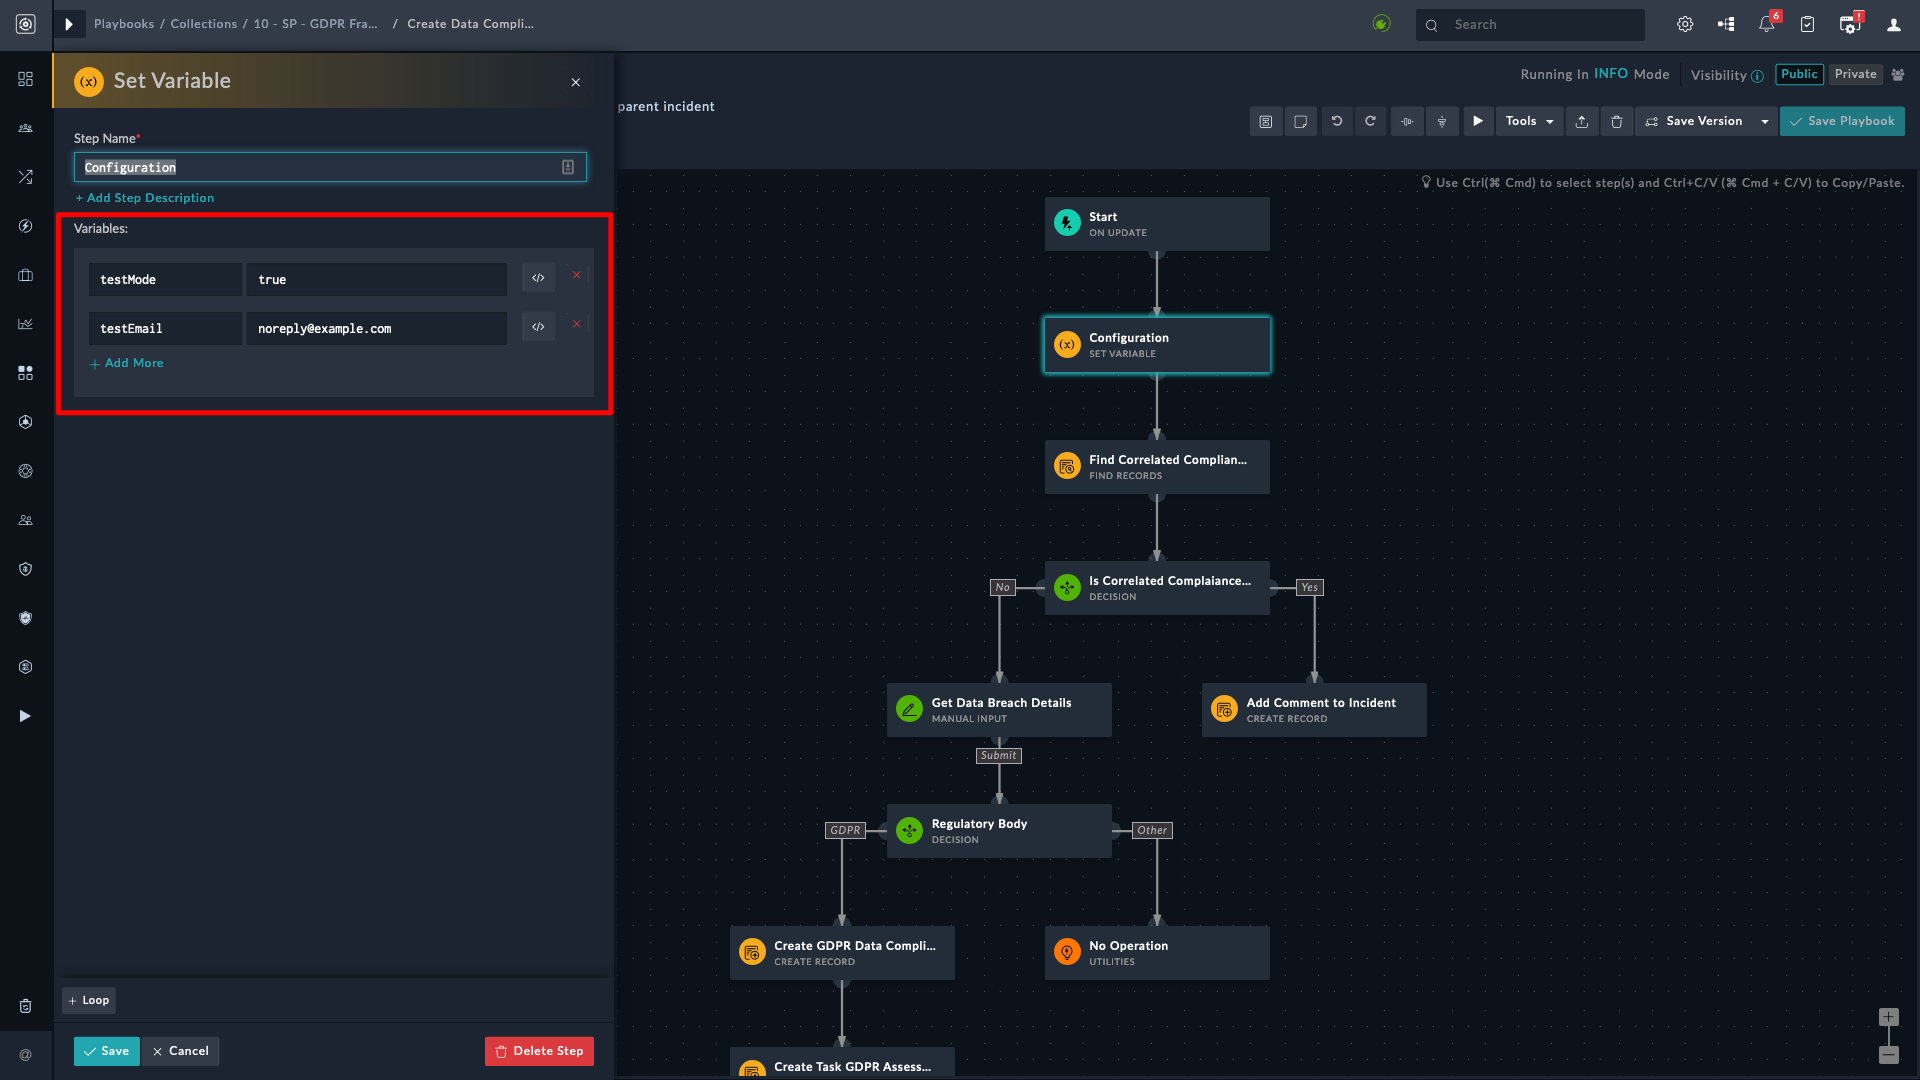 Playbooks / Collections / 10 - SP - GDPR Fra... / Create Data Compli...
Search
6
!
(x) Set Variable
Running In INFO Mode
Visibility
Public
Private
parent incident
Tools
Save Version
Save Playbook
Step Name*
Configuration
+ Add Step Description
Variables:
testMode
true
</>
testEmail
noreply@example.com
</>
+ Add More
Use Ctrl(⌘ Cmd) to select step(s) and Ctrl+C/V (⌘ Cmd + C/V) to Copy/Paste.
Start
ON UPDATE
(x) Configuration
SET VARIABLE
Find Correlated Complian...
FIND RECORDS
Is Correlated Complaiance...
DECISION
No
Yes
Get Data Breach Details
MANUAL INPUT
Add Comment to Incident
CREATE RECORD
Submit
Regulatory Body
DECISION
GDPR
Other
Create GDPR Data Compli...
CREATE RECORD
No Operation
UTILITIES
Create Task GDPR Assess...
+ Loop
Save
Cancel
Delete Step
@